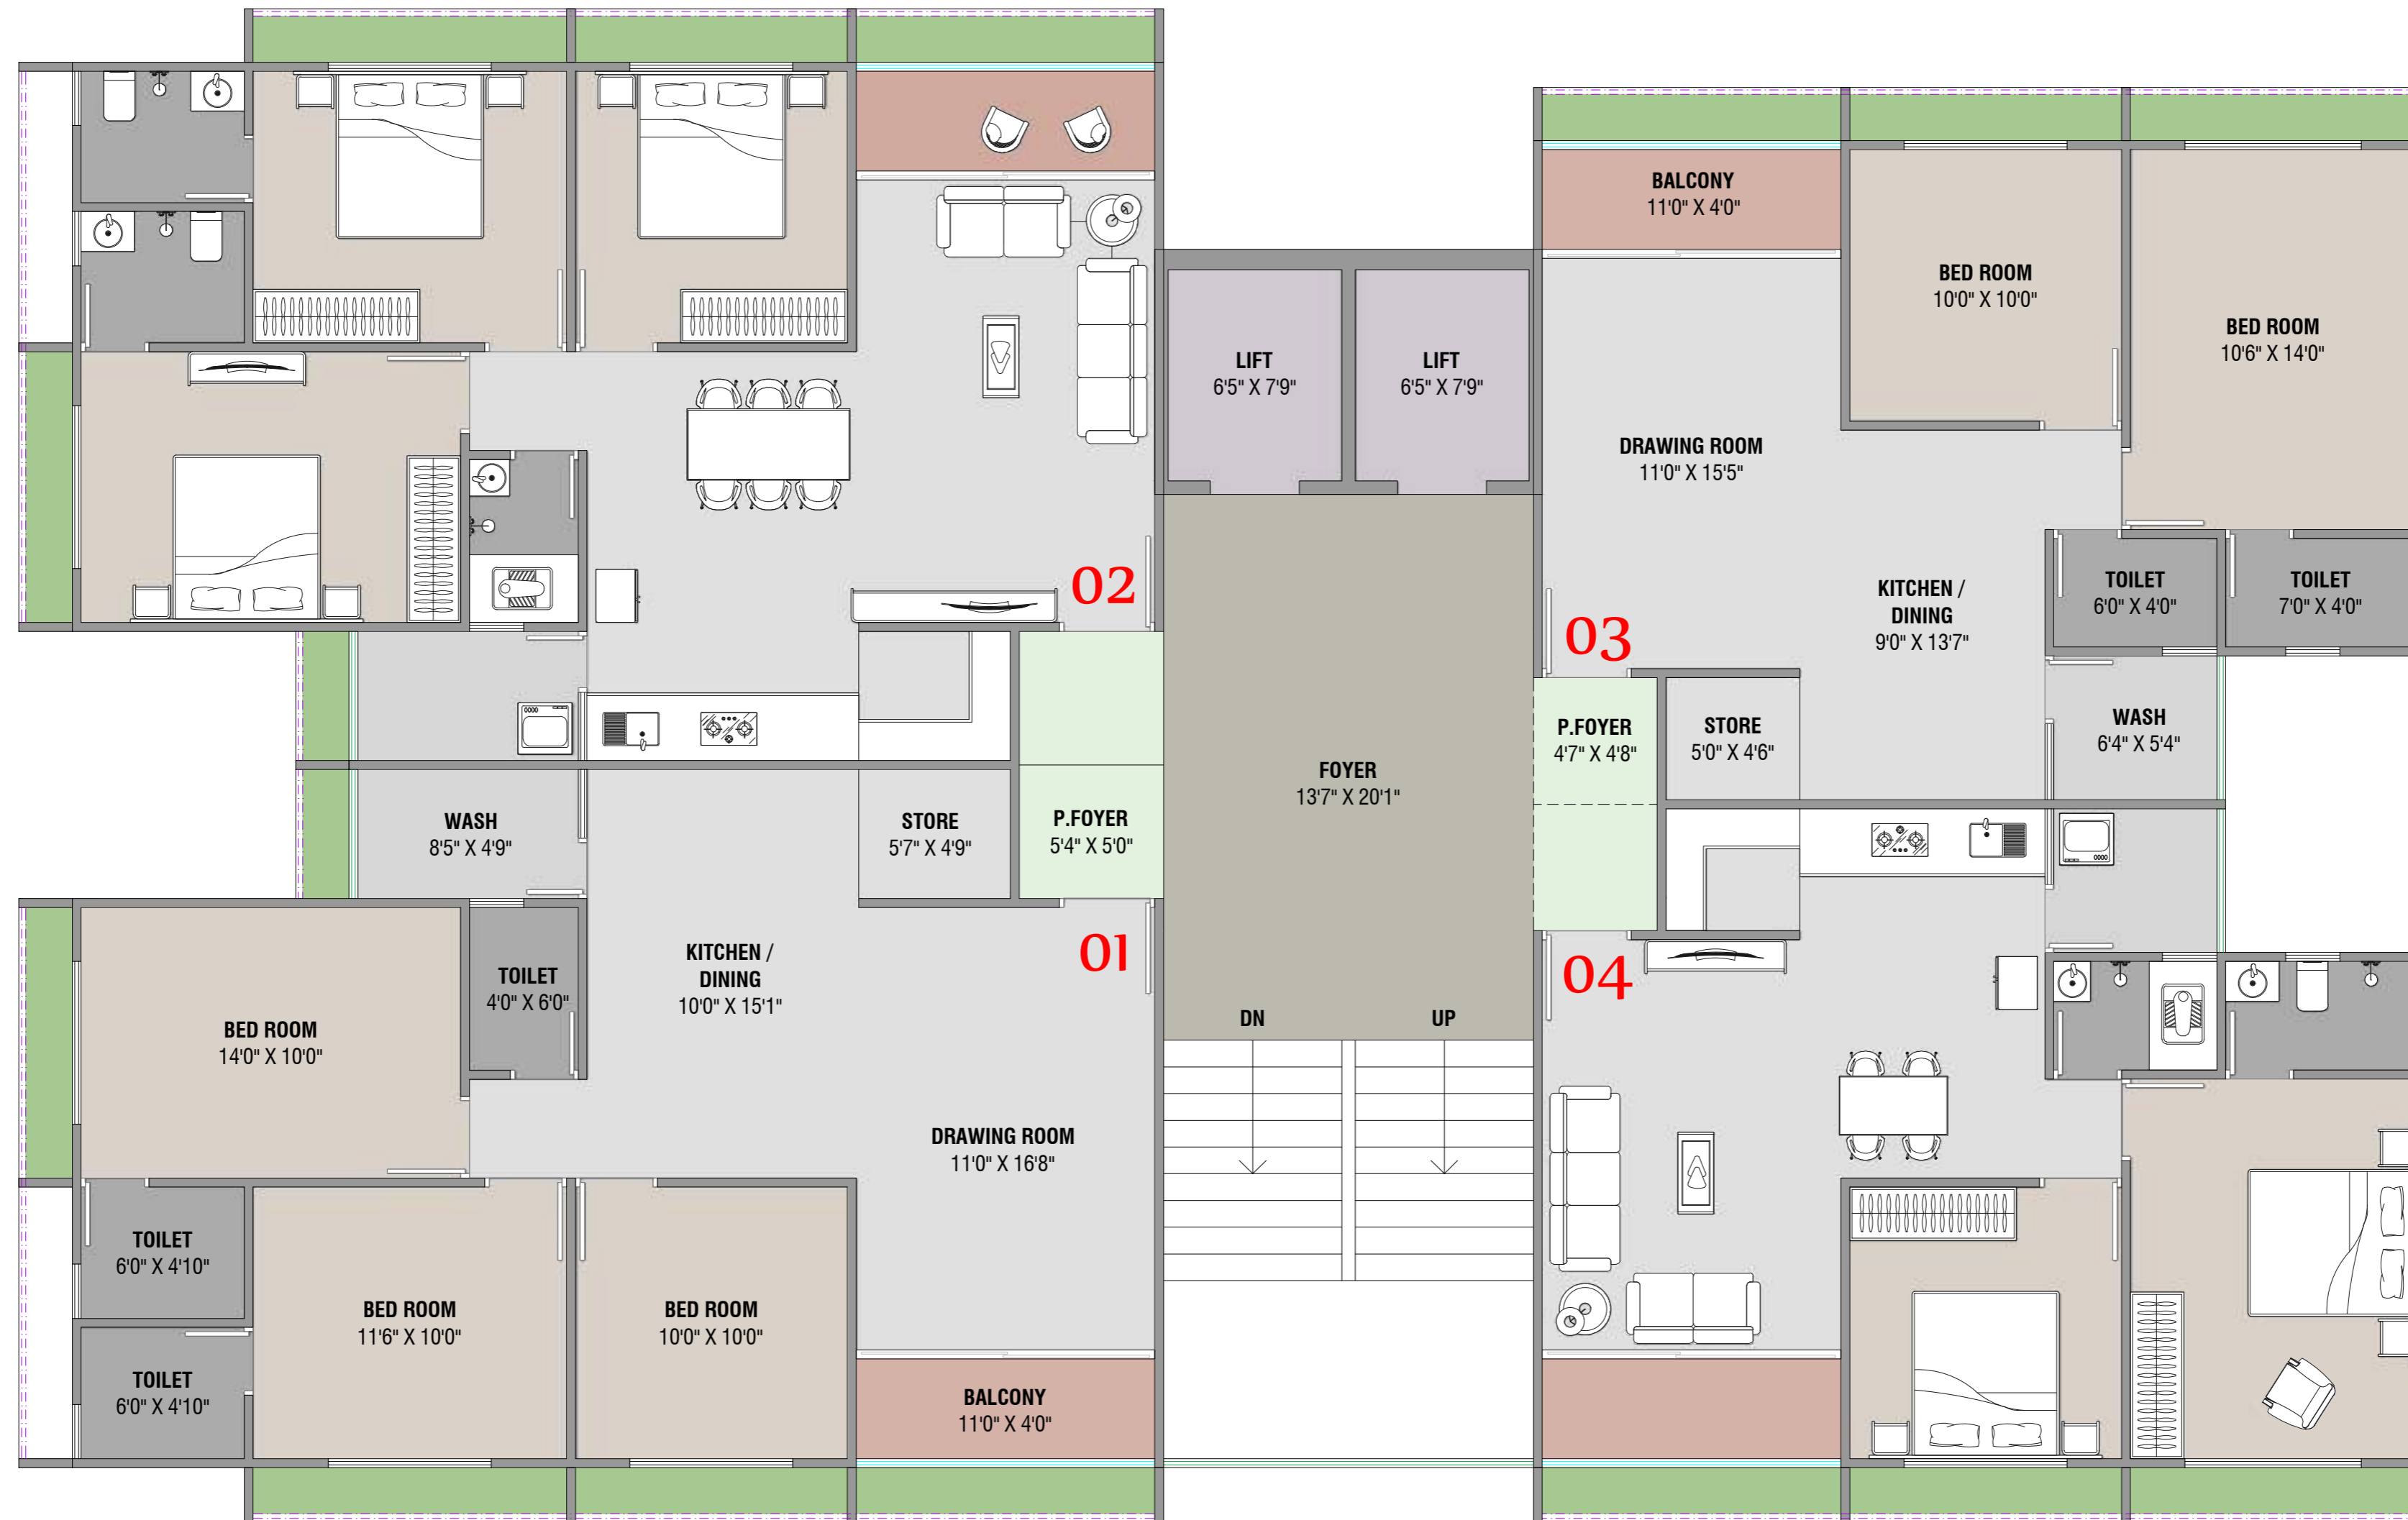 BALCONY
11'0" X 4'0"
BED ROOM
10'0" X 10'0"
BED ROOM
10'6" X 14'0"
LIFT
6'5" X 7'9"
LIFT
6'5" X 7'9"
DRAWING ROOM
11'0" X 15'5"
02
03
KITCHEN /
DINING
9'0" X 13'7"
TOILET
6'0" X 4'0"
TOILET
7'0" X 4'0"
P.FOYER
4'7" X 4'8"
STORE
5'0" X 4'6"
WASH
6'4" X 5'4"
FOYER
13'7" X 20'1"
WASH
8'5" X 4'9"
STORE
5'7" X 4'9"
P.FOYER
5'4" X 5'0"
01
04
KITCHEN /
DINING
10'0" X 15'1"
TOILET
4'0" X 6'0"
BED ROOM
14'0" X 10'0"
DN
UP
DRAWING ROOM
11'0" X 16'8"
TOILET
6'0" X 4'10"
BED ROOM
11'6" X 10'0"
BED ROOM
10'0" X 10'0"
TOILET
6'0" X 4'10"
BALCONY
11'0" X 4'0"